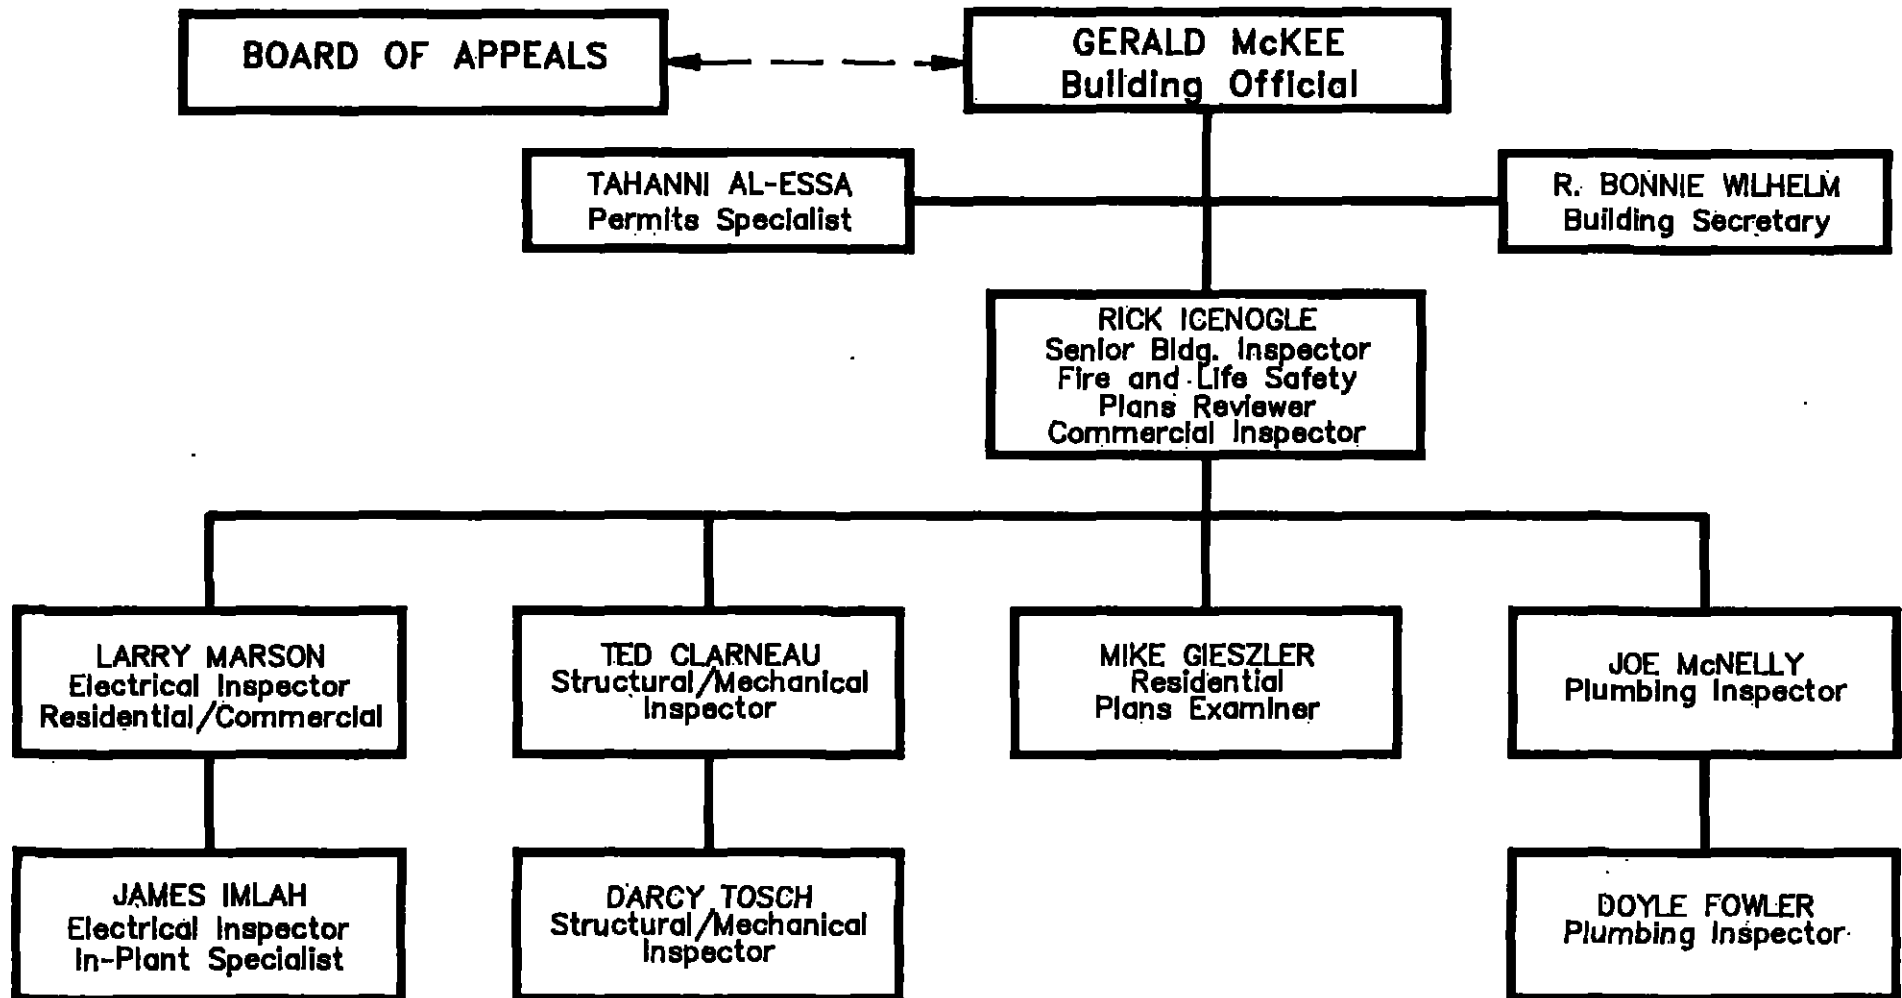 BOARD OF APPEALS
GERALD McKEE
Building Official
TAHANNI AL-ESSA
Permits Specialist
R. BONNIE WILHELM
Building Secretary
RICK ICENOGLE
Senior Bldg. Inspector
Fire and Life Safety
Plans Reviewer
Commercial Inspector
LARRY MARSON
Electrical Inspector
Residential/Commercial
TED CLARNEAU
Structural/Mechanical
Inspector
MIKE GIESZLER
Residential
Plans Examiner
JOE McNELLY
Plumbing Inspector
JAMES IMLAH
Electrical Inspector
In-Plant Specialist
DARCY TOSCH
Structural/Mechanical
Inspector
DOYLE FOWLER
Plumbing Inspector